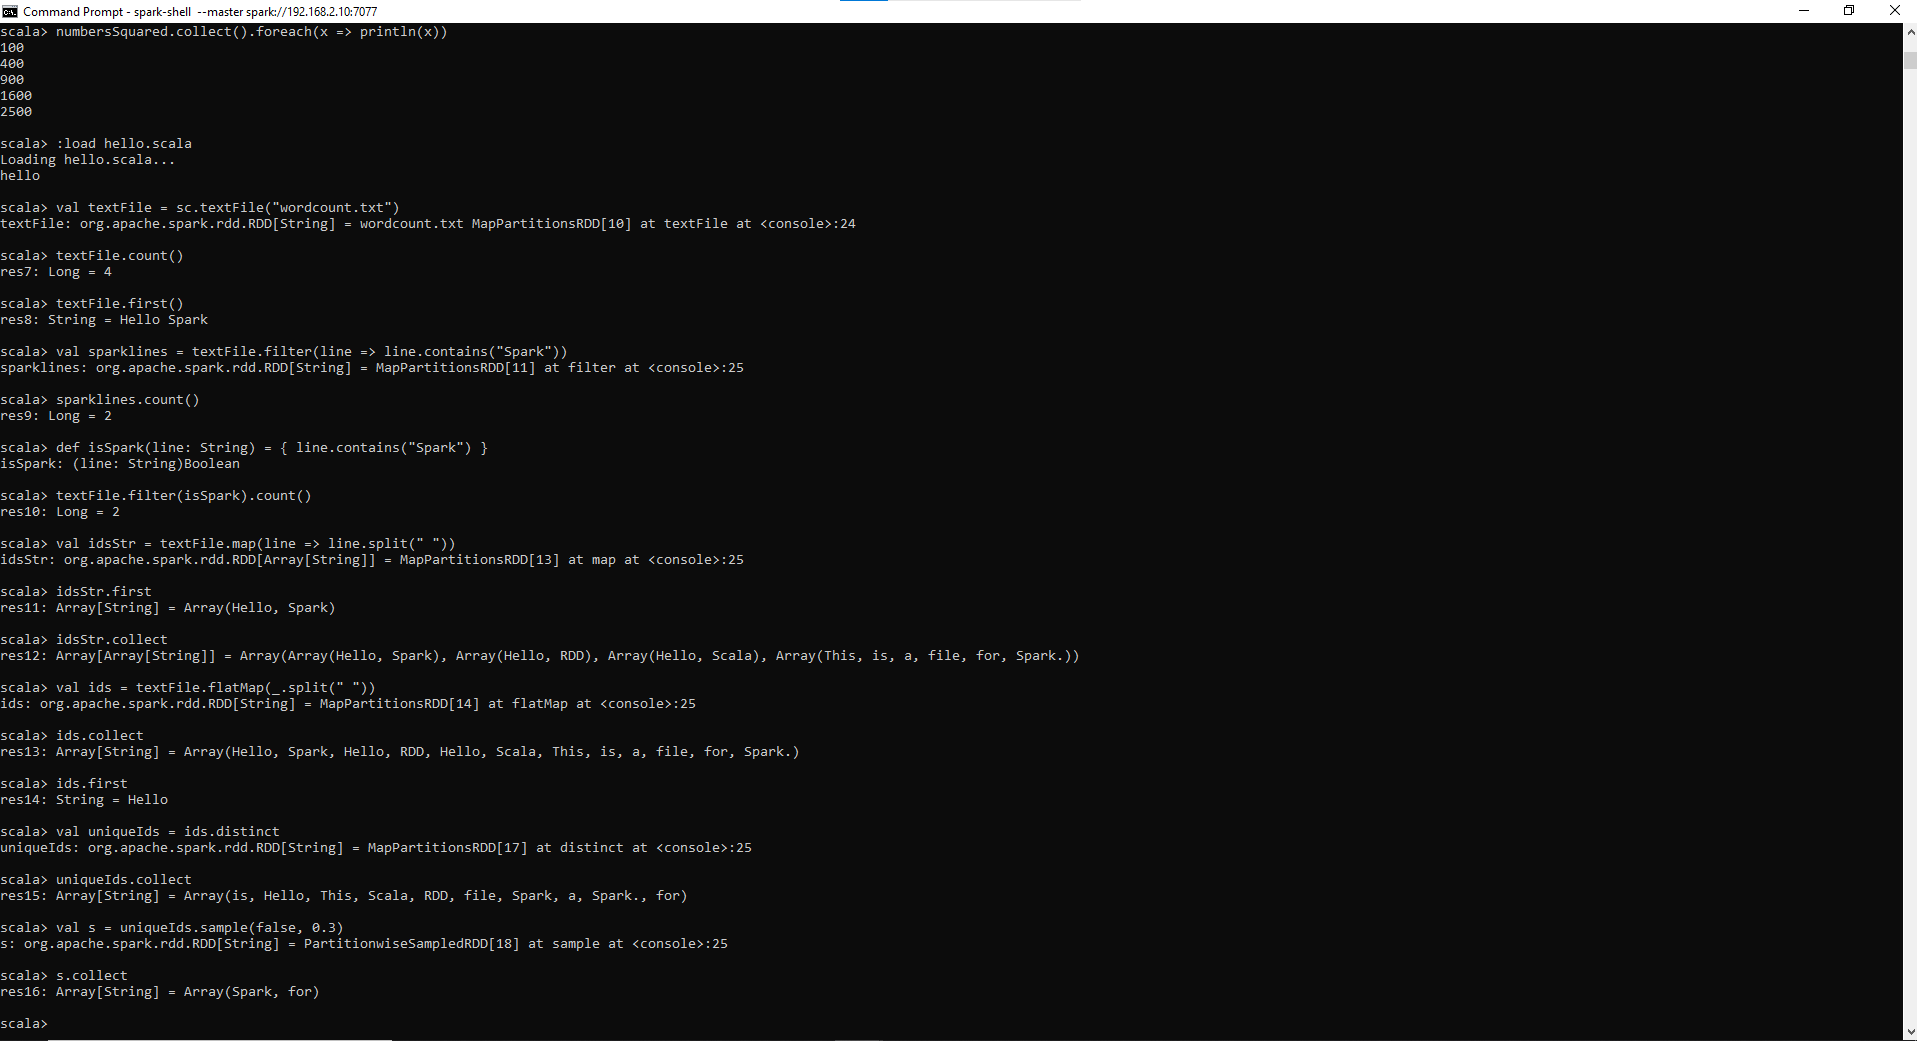 Command Prompt - spark-shell  --master spark://192.168.2.10:7077
scala> numbersSquared.collect().foreach(x => println(x))
100
400
900
1600
2500
scala> :load hello.scala
Loading hello.scala...
hello
scala> val textFile = sc.textFile("wordcount.txt")
textFile: org.apache.spark.rdd.RDD[String] = wordcount.txt MapPartitionsRDD[10] at textFile at <console>:24
scala> textFile.count()
res7: Long = 4
scala> textFile.first()
res8: String = Hello Spark
scala> val sparklines = textFile.filter(line => line.contains("Spark"))
sparklines: org.apache.spark.rdd.RDD[String] = MapPartitionsRDD[11] at filter at <console>:25
scala> sparklines.count()
res9: Long = 2
scala> def isSpark(line: String) = { line.contains("Spark") }
isSpark: (line: String)Boolean
scala> textFile.filter(isSpark).count()
res10: Long = 2
scala> val idsStr = textFile.map(line => line.split(" "))
idsStr: org.apache.spark.rdd.RDD[Array[String]] = MapPartitionsRDD[13] at map at <console>:25
scala> idsStr.first
res11: Array[String] = Array(Hello, Spark)
scala> idsStr.collect
res12: Array[Array[String]] = Array(Array(Hello, Spark), Array(Hello, RDD), Array(Hello, Scala), Array(This, is, a, file, for, Spark.))
scala> val ids = textFile.flatMap(_.split(" "))
ids: org.apache.spark.rdd.RDD[String] = MapPartitionsRDD[14] at flatMap at <console>:25
scala> ids.collect
res13: Array[String] = Array(Hello, Spark, Hello, RDD, Hello, Scala, This, is, a, file, for, Spark.)
scala> ids.first
res14: String = Hello
scala> val uniqueIds = ids.distinct
uniqueIds: org.apache.spark.rdd.RDD[String] = MapPartitionsRDD[17] at distinct at <console>:25
scala> uniqueIds.collect
res15: Array[String] = Array(is, Hello, This, Scala, RDD, file, Spark, a, Spark., for)
scala> val s = uniqueIds.sample(false, 0.3)
s: org.apache.spark.rdd.RDD[String] = PartitionwiseSampledRDD[18] at sample at <console>:25
scala> s.collect
res16: Array[String] = Array(Spark, for)
scala>